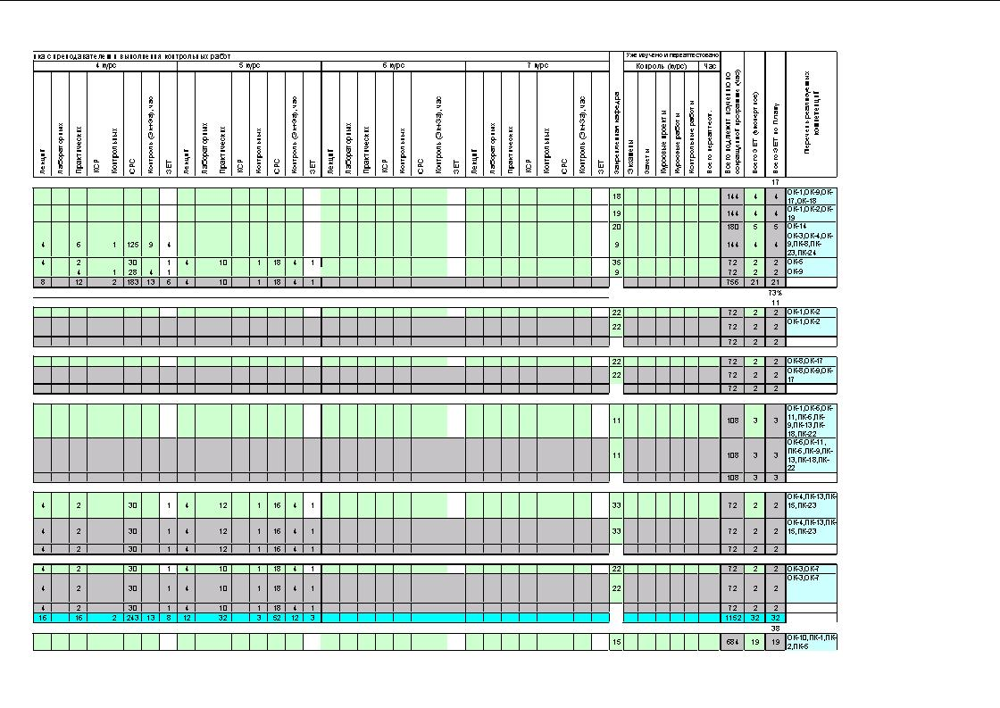 ка с преподавателем и выполнения контрольных работ
Уже изучено и переаттестовано
4 курс 5 курс 6 курс 7 курс
Контроль (курс) Час
Лекций Лабораторных Практических КСР Контрольных СРС Контроль (Экз+За), час ЗЕТ Лекций Лабораторных Практических КСР Контрольных СРС Контроль (Экз+За), час ЗЕТ Лекций Лабораторных Практических КСР Контрольных СРС Контроль (Экз+За), час ЗЕТ Лекций Лабораторных Практических КСР Контрольных СРС Контроль (Экз+За), час ЗЕТ Закрепленная кафедра Экзамены Зачеты Курсовые проекты Курсовые работы Контрольные работы Всего переаттест. Всего подлежит изучению по сокращенной программе (час) Всего ЗЕТ (экспертное) Всего ЗЕТ по Плану Перечень реализуемых компетенций
17
18 144 4 4 ОК-1,ОК-9,ОК-
17,ОК-18
19 144 4 4 ОК-1,ОК-2,ОК-
19
20 180 5 5 ОК-14
4 6 1 125 9 4 9 144 4 4 ОК-3,ОК-4,ОК-
9,ПК-8,ПК-
23,ПК-24
4 2 30 1 4 10 1 18 4 1 35 72 2 2 ОК-5
4 1 28 4 1 9 72 2 2 ОК-9
8 12 2 183 13 6 4 10 1 18 4 1 756 21 21
73%
11
22 72 2 2 ОК-1,ОК-2
22 72 2 2 ОК-1,ОК-2
72 2 2
22 72 2 2 ОК-8,ОК-17
22 72 2 2 ОК-8,ОК-9,ОК-
17
72 2 2
11 108 3 3 ОК-1,ОК-6,ОК-
11,ПК-6,ПК-
9,ПК-13,ПК-
18,ПК-22
11 108 3 3 ОК-6,ОК-11,
ПК-6,ПК-9,ПК-
13,ПК-18,ПК-
22
108 3 3
4 2 30 1 4 12 1 16 4 1 33 72 2 2 ОК-4,ПК-13,ПК-
15,ПК-23
4 2 30 1 4 12 1 16 4 1 33 72 2 2 ОК-4,ПК-13,ПК-
15,ПК-23
4 2 30 1 4 12 1 16 4 1 72 2 2
4 2 30 1 4 10 1 18 4 1 22 72 2 2 ОК-3,ОК-7
4 2 30 1 4 10 1 18 4 1 22 72 2 2 ОК-3,ОК-7
4 2 30 1 4 10 1 18 4 1 72 2 2
16 16 2 243 13 8 12 32 3 52 12 3 1152 32 32
38
15 684 19 19 ОК-10,ПК-1,ПК-
2,ПК-5